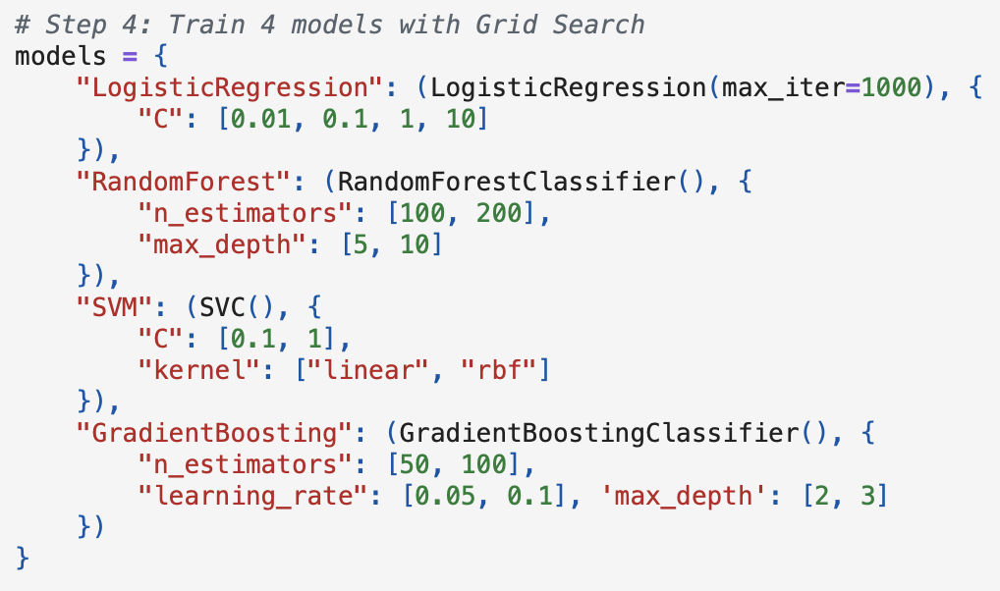 # Step 4: Train 4 models with Grid Search
models = {
    "LogisticRegression": (LogisticRegression(max_iter=1000), {
        "C": [0.01, 0.1, 1, 10]
    }),
    "RandomForest": (RandomForestClassifier(), {
        "n_estimators": [100, 200],
        "max_depth": [5, 10]
    }),
    "SVM": (SVC(), {
        "C": [0.1, 1],
        "kernel": ["linear", "rbf"]
    }),
    "GradientBoosting": (GradientBoostingClassifier(), {
        "n_estimators": [50, 100],
        "learning_rate": [0.05, 0.1], 'max_depth': [2, 3]
    })
}